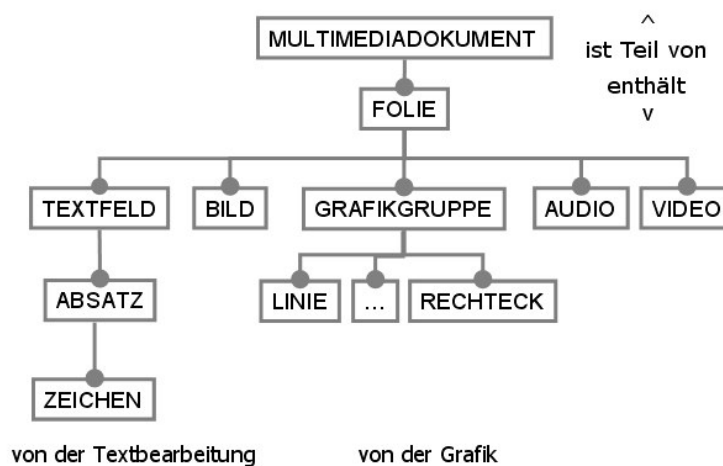 MULTIMEDIADOKUMENT
^
ist Teil von
enthält
v
FOLIE
TEXTFELD
BILD
GRAFIKGRUPPE
AUDIO
VIDEO
ABSATZ
LINIE
...
RECHTECK
ZEICHEN
von der Textbearbeitung
von der Grafik